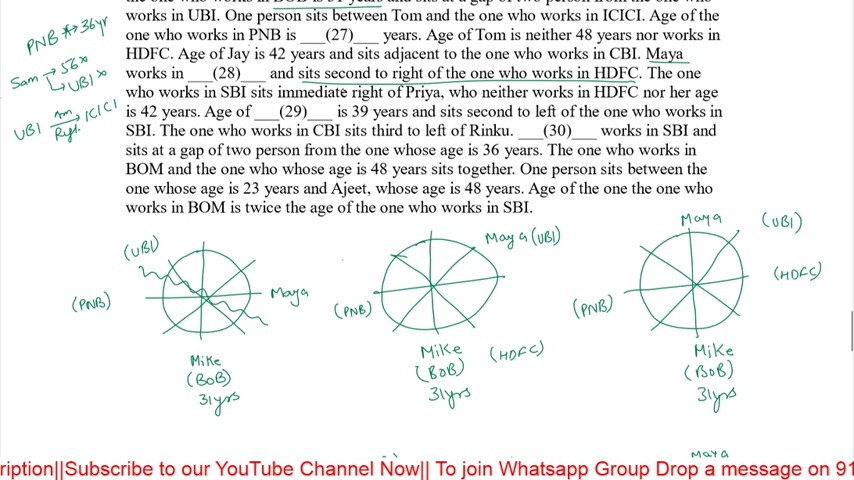 works in UBI. One person sits between Tom and the one who works in ICICI. Age of the
one who works in PNB is ___(27)___ years. Age of Tom is neither 48 years nor works in
HDFC. Age of Jay is 42 years and sits adjacent to the one who works in CBI. Maya
works in ___(28)___ and sits second to right of the one who works in HDFC. The one
who works in SBI sits immediate right of Priya, who neither works in HDFC nor her age
is 42 years. Age of ___(29)___ is 39 years and sits second to left of the one who works in
SBI. The one who works in CBI sits third to left of Rinku. ___(30)___ works in SBI and
sits at a gap of two person from the one whose age is 36 years. The one who works in
BOM and the one who whose age is 48 years sits together. One person sits between the
one whose age is 23 years and Ajeet, whose age is 48 years. Age of the one the one who
works in BOM is twice the age of the one who works in SBI.
PNB → 36yr
Sam → 56x
↳ UBI x
UBI Im Right → ICICI
(UBI)
(PNB)
Maya
Mike
(BOB)
31yrs
Maya (UBI)
(PNB)
Mike (HDFC)
(BOB)
31yrs
Maya (UBI)
(HDFC)
(PNB)
Mike
(BOB)
31yrs
Maya
ription||Subscribe to our YouTube Channel Now|| To join Whatsapp Group Drop a message on 91